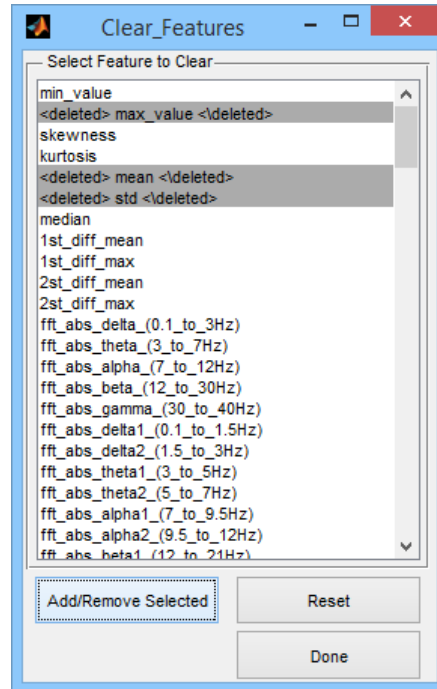 Clear_Features
Select Feature to Clear
min_value
<deleted> max_value <\deleted>
skewness
kurtosis
<deleted> mean <\deleted>
<deleted> std <\deleted>
median
1st_diff_mean
1st_diff_max
2st_diff_mean
2st_diff_max
fft_abs_delta_(0.1_to_3Hz)
fft_abs_theta_(3_to_7Hz)
fft_abs_alpha_(7_to_12Hz)
fft_abs_beta_(12_to_30Hz)
fft_abs_gamma_(30_to_40Hz)
fft_abs_delta1_(0.1_to_1.5Hz)
fft_abs_delta2_(1.5_to_3Hz)
fft_abs_theta1_(3_to_5Hz)
fft_abs_theta2_(5_to_7Hz)
fft_abs_alpha1_(7_to_9.5Hz)
fft_abs_alpha2_(9.5_to_12Hz)
fft_abs_beta1_(12_to_21Hz)
Add/Remove Selected
Reset
Done